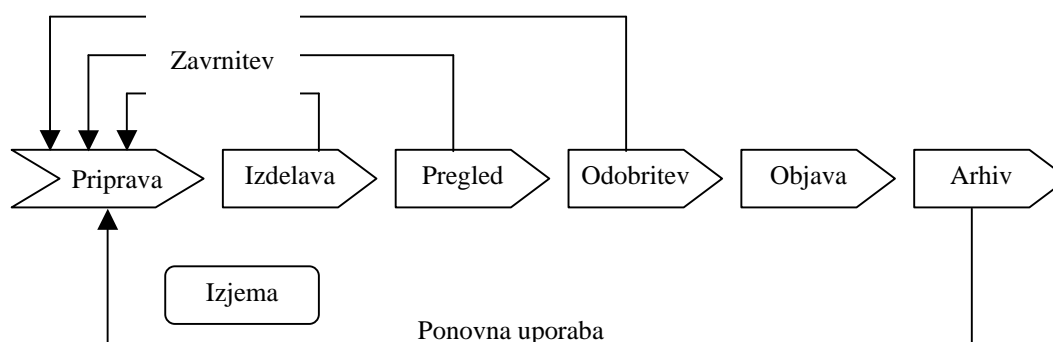 Zavrnitev
Priprava
Izdelava
Pregled
Odobritev
Objava
Arhiv
Izjema
Ponovna uporaba